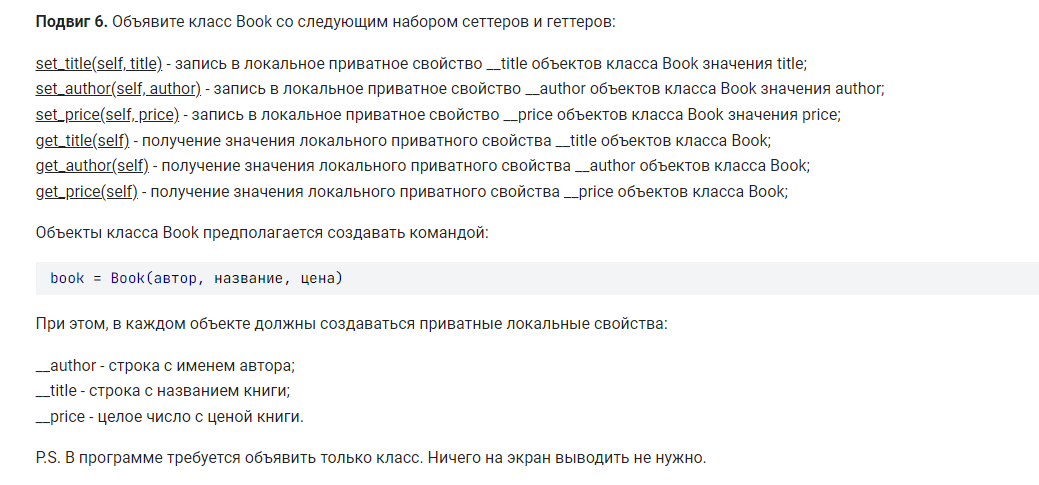 Подвиг 6. Объявите класс Book со следующим набором сеттеров и геттеров:
set_title(self, title) - запись в локальное приватное свойство __title объектов класса Book значения title;
set_author(self, author) - запись в локальное приватное свойство __author объектов класса Book значения author;
set_price(self, price) - запись в локальное приватное свойство __price объектов класса Book значения price;
get_title(self) - получение значения локального приватного свойства __title объектов класса Book;
get_author(self) - получение значения локального приватного свойства __author объектов класса Book;
get_price(self) - получение значения локального приватного свойства __price объектов класса Book;
Объекты класса Book предполагается создавать командой:
book = Book(автор, название, цена)
При этом, в каждом объекте должны создаваться приватные локальные свойства:
__author - строка с именем автора;
__title - строка с названием книги;
__price - целое число с ценой книги.
P.S. В программе требуется объявить только класс. Ничего на экран выводить не нужно.